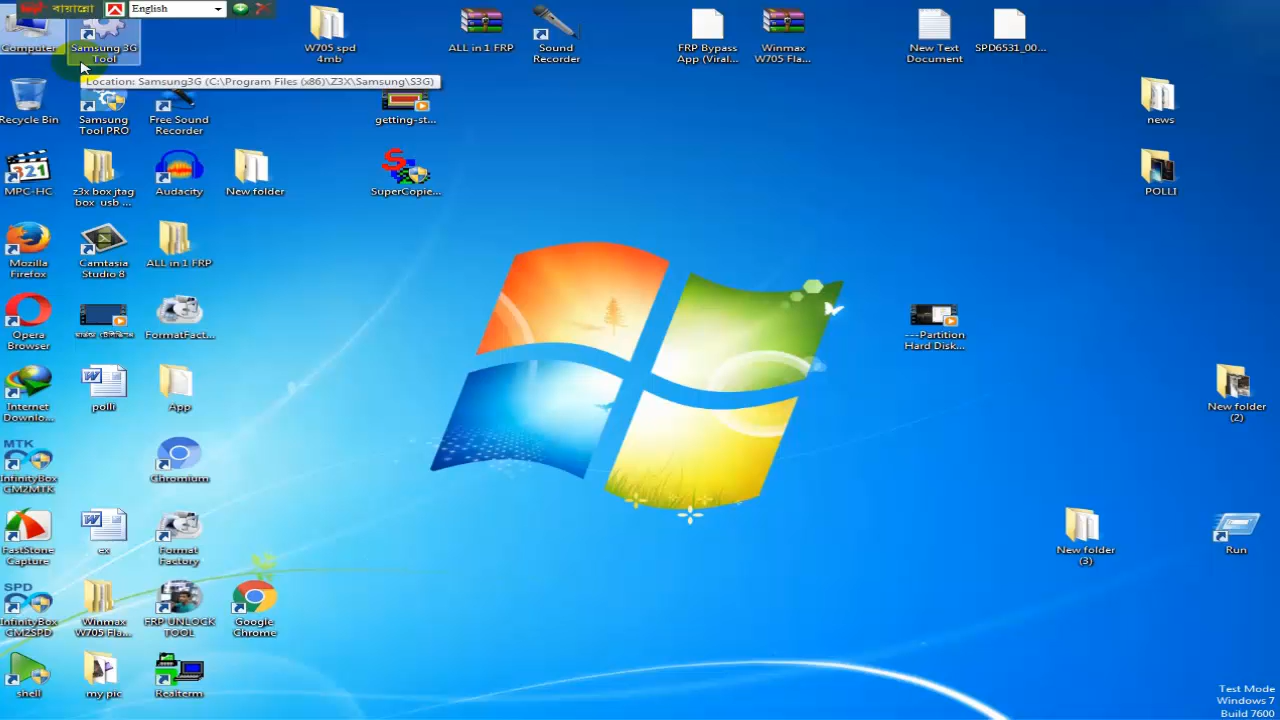 বায়ান্নো English
Computer
Samsung 3G
Tool
W705 spd
4mb
ALL in 1 FRP
Sound
Recorder
FRP Bypass
App (Viral...
Winmax
W705 Fla...
New Text
Document
SPD6531_00...
Location: Samsung3G (C:\Program Files (x86)\Z3X\Samsung\S3G)
Recycle Bin
Samsung
Tool PRO
Free Sound
Recorder
getting-st...
news
MPC-HC
z3x box jtag
box usb ...
Audacity
New folder
SuperCopie...
POLLI
Mozilla
Firefox
Camtasia
Studio 8
ALL in 1 FRP
Opera
Browser
FormatFact...
---Partition
Hard Disk...
Internet
Downlo...
polli
App
New folder
(2)
MTK
InfinityBox
CM2MTK
Chromium
FastStone
Capture
ex
Format
Factory
New folder
(3)
Run
SPD
InfinityBox
CM2SPD
Winmax
W705 Fla...
FRP UNLOCK
TOOL
Google
Chrome
shell
my pic
Realterm
Test Mode
Windows 7
Build 7600